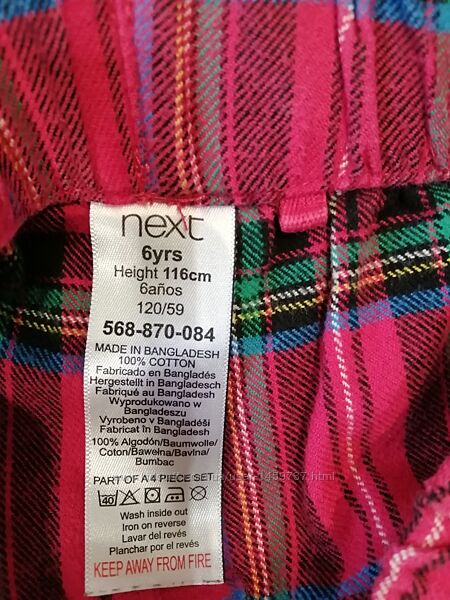 next
6yrs
Height 116cm
6años
120/59
568-870-084
MADE IN BANGLADESH
100% COTTON
Fabricado en Bangladés
Hergestellt in Bangladesch
Fabriqué au Bangladesh
Wyprodukowano w
Bangladeszu
Vyrobeno v Bangladéši
Fabricat în Bangladesh
100% Algodón/Baumwolle/
Coton/Bawełna/Bavlna/
Bumbac
PART OF A 4 PIECE SET
40
Wash inside out
Iron on reverse
Lavar del revés
Planchar por el revés
KEEP AWAY FROM FIRE